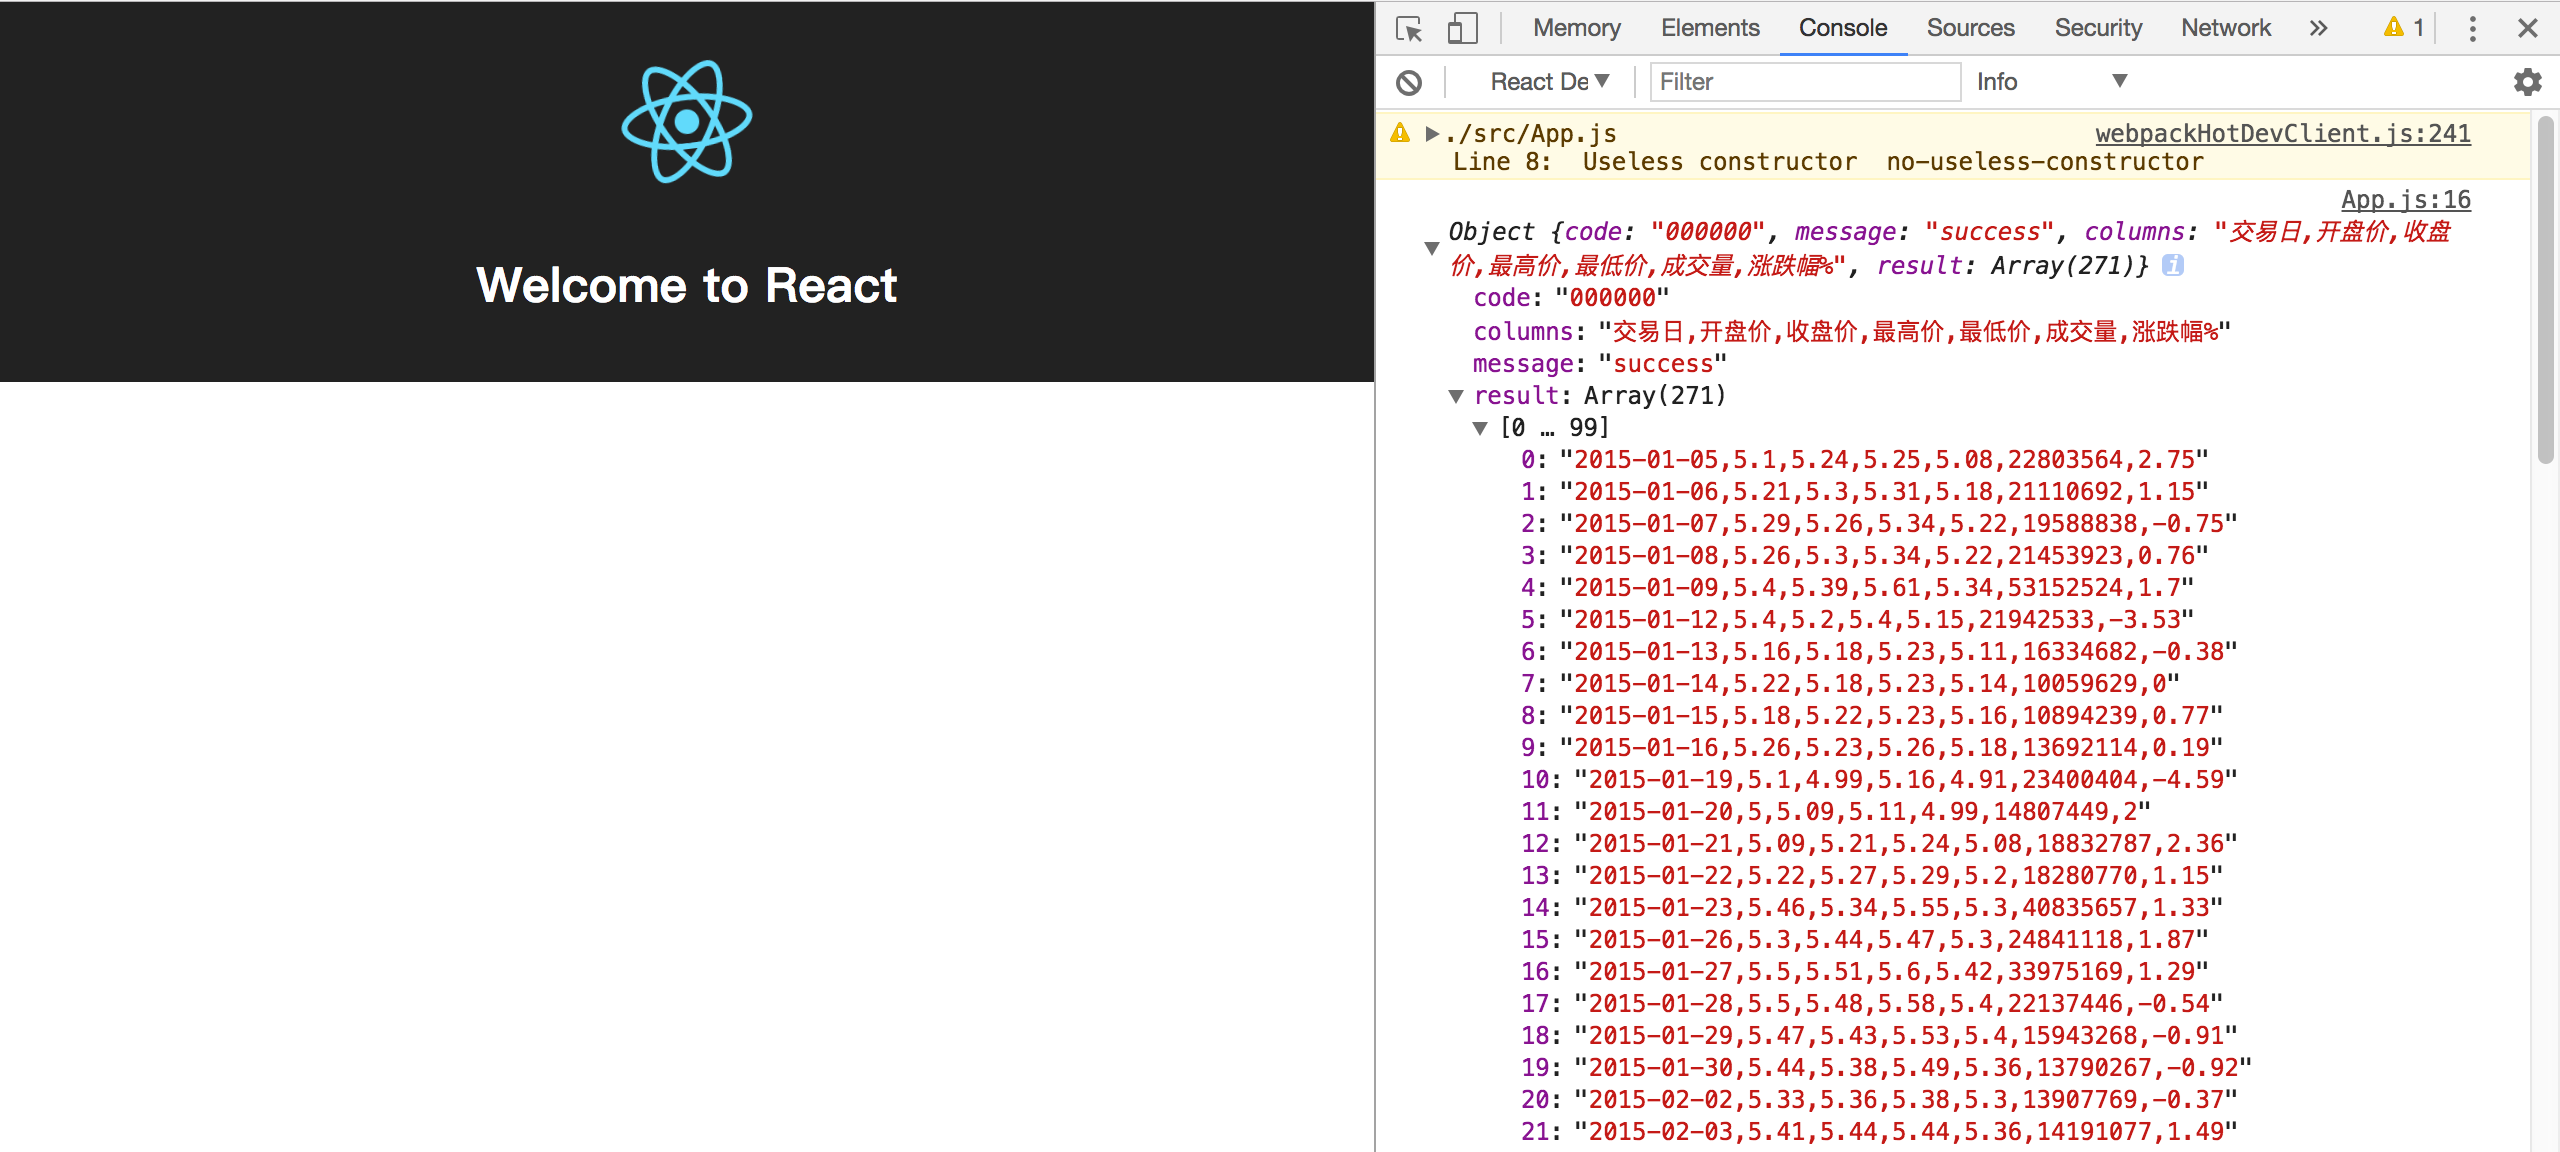 Welcome to React
Memory Elements Console Sources Security Network » 1
React De Filter Info
./src/App.js webpackHotDevClient.js:241
Line 8: Useless constructor no-useless-constructor
App.js:16
Object {code: "000000", message: "success", columns: "交易日,开盘价,收盘
价,最高价,最低价,成交量,涨跌幅%", result: Array(271)} i
code: "000000"
columns: "交易日,开盘价,收盘价,最高价,最低价,成交量,涨跌幅%"
message: "success"
result: Array(271)
[0 … 99]
0: "2015-01-05,5.1,5.24,5.25,5.08,22803564,2.75"
1: "2015-01-06,5.21,5.3,5.31,5.18,21110692,1.15"
2: "2015-01-07,5.29,5.26,5.34,5.22,19588838,-0.75"
3: "2015-01-08,5.26,5.3,5.34,5.22,21453923,0.76"
4: "2015-01-09,5.4,5.39,5.61,5.34,53152524,1.7"
5: "2015-01-12,5.4,5.2,5.4,5.15,21942533,-3.53"
6: "2015-01-13,5.16,5.18,5.23,5.11,16334682,-0.38"
7: "2015-01-14,5.22,5.18,5.23,5.14,10059629,0"
8: "2015-01-15,5.18,5.22,5.23,5.16,10894239,0.77"
9: "2015-01-16,5.26,5.23,5.26,5.18,13692114,0.19"
10: "2015-01-19,5.1,4.99,5.16,4.91,23400404,-4.59"
11: "2015-01-20,5,5.09,5.11,4.99,14807449,2"
12: "2015-01-21,5.09,5.21,5.24,5.08,18832787,2.36"
13: "2015-01-22,5.22,5.27,5.29,5.2,18280770,1.15"
14: "2015-01-23,5.46,5.34,5.55,5.3,40835657,1.33"
15: "2015-01-26,5.3,5.44,5.47,5.3,24841118,1.87"
16: "2015-01-27,5.5,5.51,5.6,5.42,33975169,1.29"
17: "2015-01-28,5.5,5.48,5.58,5.4,22137446,-0.54"
18: "2015-01-29,5.47,5.43,5.53,5.4,15943268,-0.91"
19: "2015-01-30,5.44,5.38,5.49,5.36,13790267,-0.92"
20: "2015-02-02,5.33,5.36,5.38,5.3,13907769,-0.37"
21: "2015-02-03,5.41,5.44,5.44,5.36,14191077,1.49"